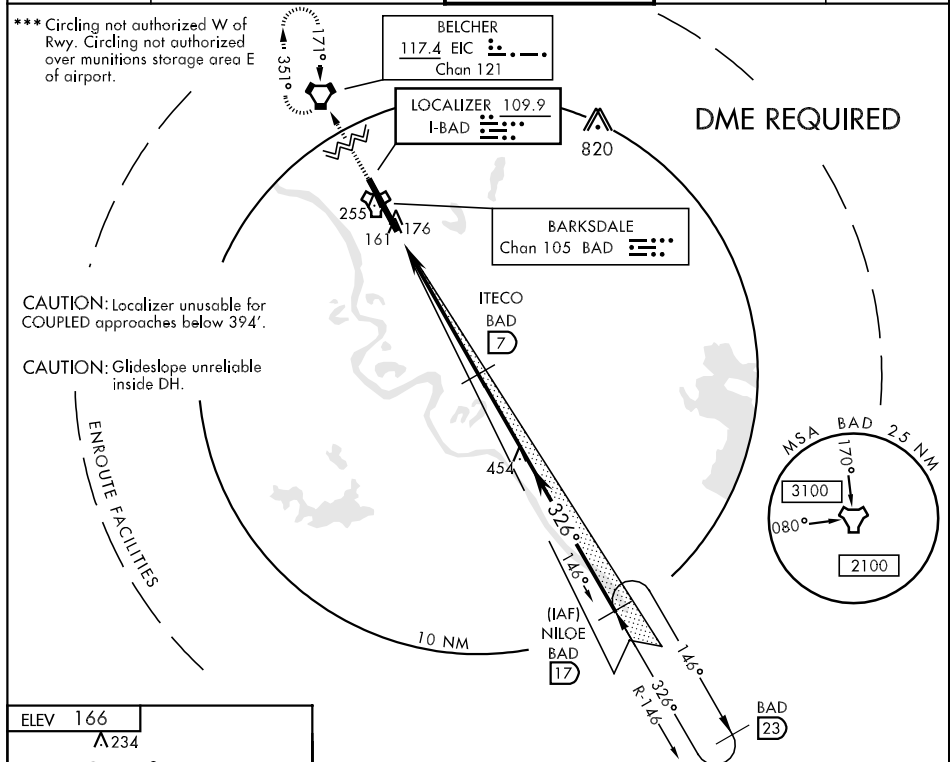 *** Circling not authorized W of
Rwy. Circling not authorized
over munitions storage area E
of airport.
351°
171°
BELCHER
117.4 EIC
Chan 121
LOCALIZER 109.9
I-BAD
820
DME REQUIRED
255
161
176
BARKSDALE
Chan 105 BAD
CAUTION: Localizer unusable for
COUPLED approaches below 394'.
CAUTION: Glideslope unreliable
inside DH.
ITECO
BAD
7
ENROUTE FACILITIES
454
326°
146°
MSA BAD 25 NM
170°
3100
080°
2100
(IAF)
NILOE
BAD
17
10 NM
146°
326°
R-146
BAD
23
ELEV 166
234